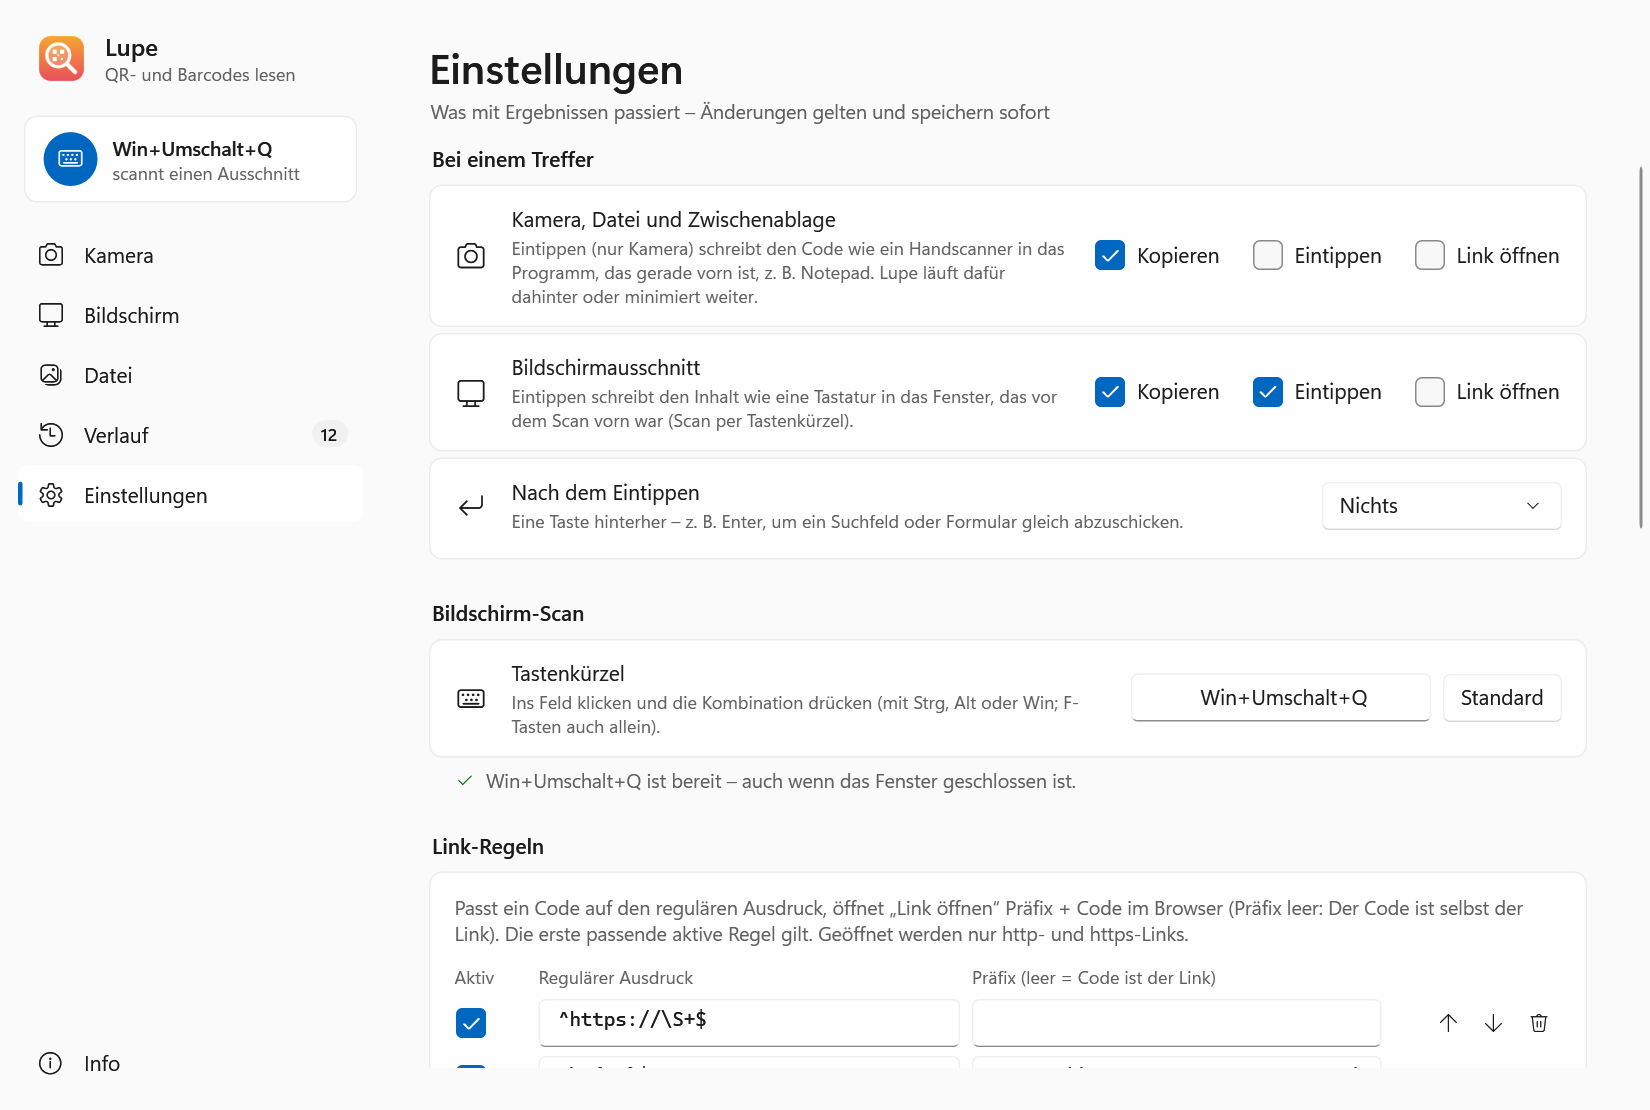 Lupe
QR- und Barcodes lesen
Win+Umschalt+Q
scannt einen Ausschnitt
Kamera
Bildschirm
Datei
Verlauf 12
Einstellungen
Info
Einstellungen
Was mit Ergebnissen passiert – Änderungen gelten und speichern sofort
Bei einem Treffer
Kamera, Datei und Zwischenablage
Eintippen (nur Kamera) schreibt den Code wie ein Handscanner in das
Programm, das gerade vorn ist, z. B. Notepad. Lupe läuft dafür
dahinter oder minimiert weiter.
Kopieren Eintippen Link öffnen
Bildschirmausschnitt
Eintippen schreibt den Inhalt wie eine Tastatur in das Fenster, das vor
dem Scan vorn war (Scan per Tastenkürzel).
Kopieren Eintippen Link öffnen
Nach dem Eintippen
Eine Taste hinterher – z. B. Enter, um ein Suchfeld oder Formular gleich abzuschicken.
Nichts
Bildschirm-Scan
Tastenkürzel
Ins Feld klicken und die Kombination drücken (mit Strg, Alt oder Win; F-
Tasten auch allein).
Win+Umschalt+Q Standard
Win+Umschalt+Q ist bereit – auch wenn das Fenster geschlossen ist.
Link-Regeln
Passt ein Code auf den regulären Ausdruck, öffnet „Link öffnen“ Präfix + Code im Browser (Präfix leer: Der Code ist selbst der
Link). Die erste passende aktive Regel gilt. Geöffnet werden nur http- und https-Links.
Aktiv Regulärer Ausdruck Präfix (leer = Code ist der Link)
^https://\S+$